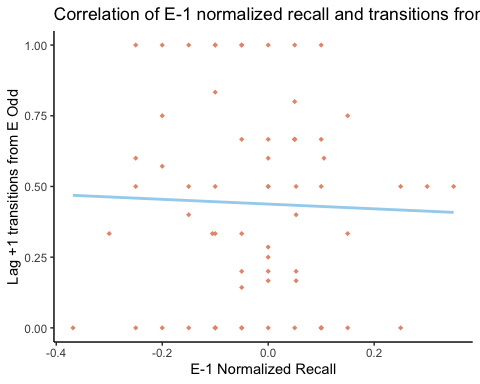 Correlation of E-1 normalized recall and transitions from
1.00
0.75
0.50
0.25
0.00
Lag +1 transitions from E Odd
-0.4 -0.2 0.0 0.2
E-1 Normalized Recall